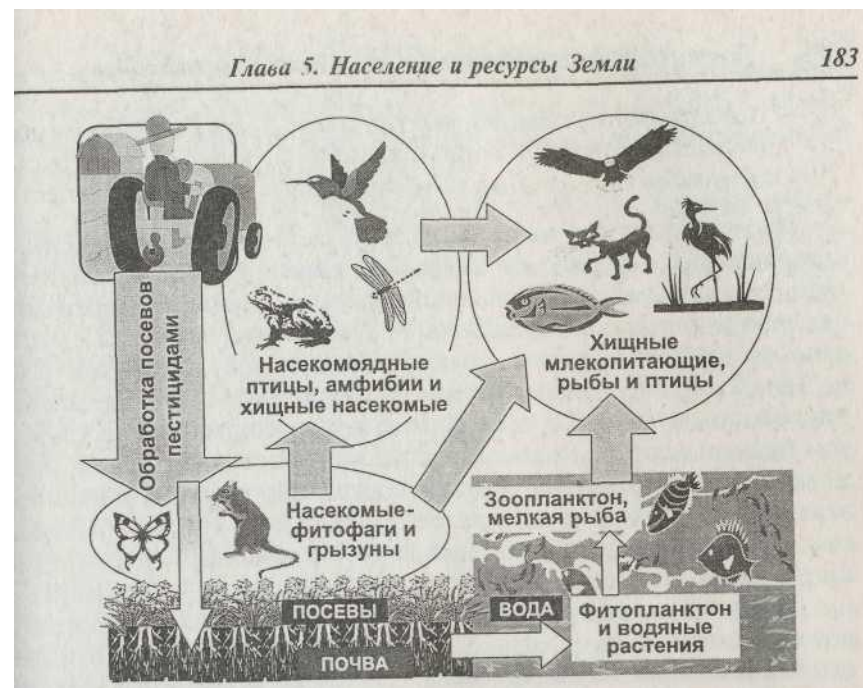 Глава 5. Население и ресурсы Земли
183
Обработка посевов
пестицидами
Насекомоядные
птицы, амфибии и
хищные насекомые
Хищные
млекопитающие,
рыбы и птицы
Насекомые-
фитофаги и
грызуны
Зоопланктон,
мелкая рыба
ПОСЕВЫ
ВОДА
Фитопланктон
и водяные
растения
ПОЧВА